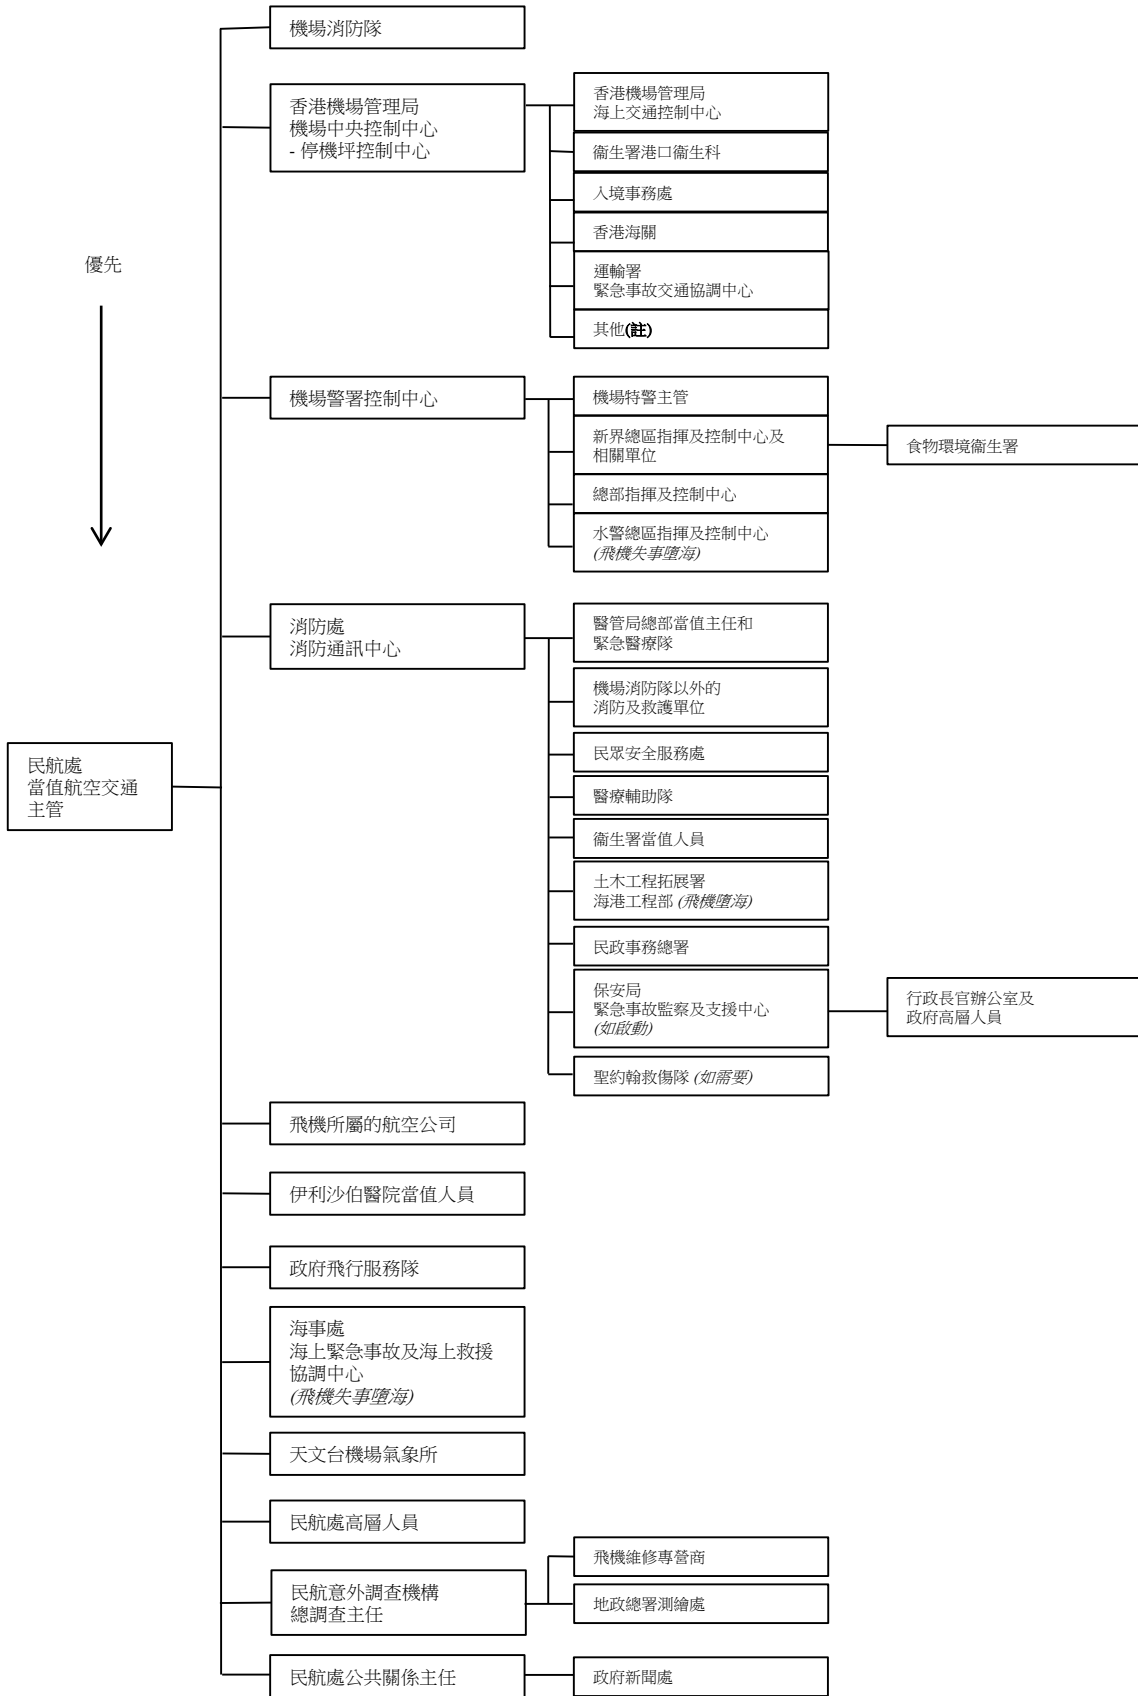 機場消防隊
香港機場管理局
機場中央控制中心
- 停機坪控制中心
香港機場管理局
海上交通控制中心
衞生署港口衞生科
入境事務處
香港海關
運輸署
緊急事故交通協調中心
其他(註)
優先
機場警署控制中心
機場特警主管
新界總區指揮及控制中心及
相關單位
食物環境衞生署
總部指揮及控制中心
水警總區指揮及控制中心
(飛機失事墮海)
消防處
消防通訊中心
醫管局總部當值主任和
緊急醫療隊
機場消防隊以外的
消防及救護單位
民眾安全服務處
醫療輔助隊
衞生署當值人員
土木工程拓展署
海港工程部 (飛機墮海)
民政事務總署
保安局
緊急事故監察及支援中心
(如啟動)
行政長官辦公室及
政府高層人員
聖約翰救傷隊 (如需要)
民航處
當值航空交通
主管
飛機所屬的航空公司
伊利沙伯醫院當值人員
政府飛行服務隊
海事處
海上緊急事故及海上救援
協調中心
(飛機失事墮海)
天文台機場氣象所
民航處高層人員
民航意外調查機構
總調查主任
飛機維修專營商
地政總署測繪處
民航處公共關係主任
政府新聞處